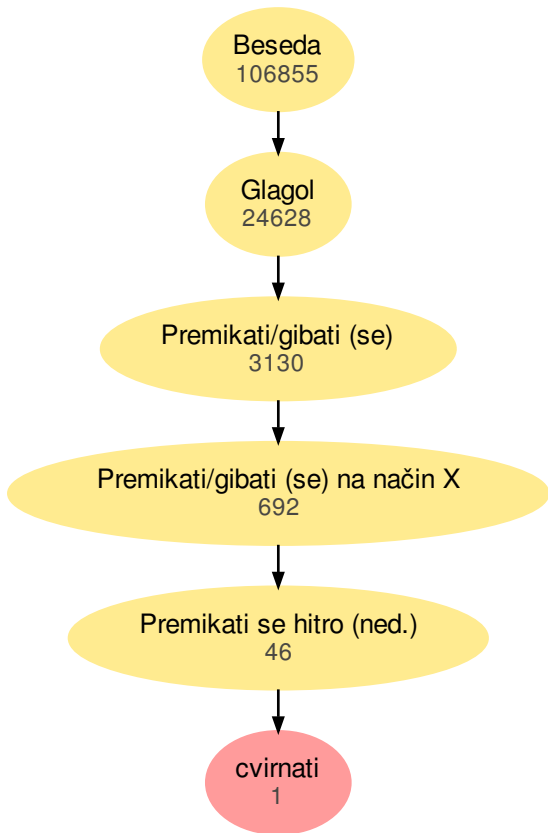 Beseda
106855
Glagol
24628
Premikati/gibati (se)
3130
Premikati/gibati (se) na način X
692
Premikati se hitro (ned.)
46
cvirnati
1